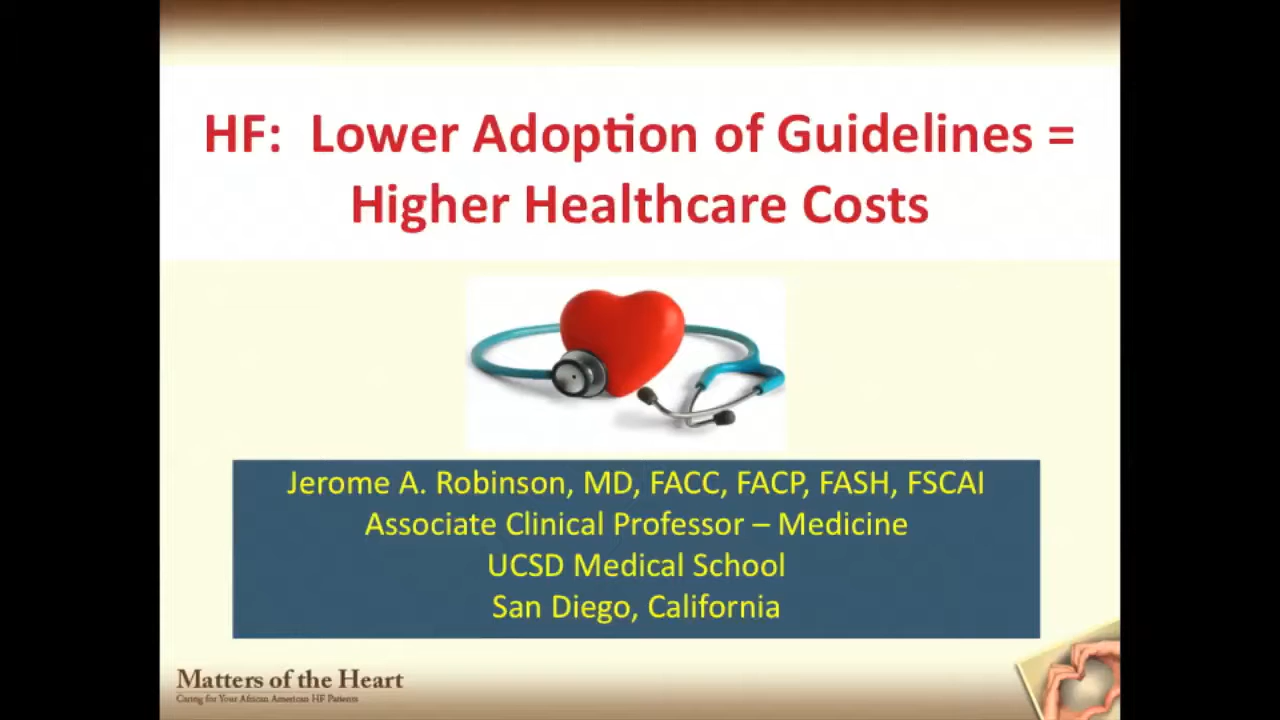 HF: Lower Adoption of Guidelines =
Higher Healthcare Costs
Jerome A. Robinson, MD, FACC, FACP, FASH, FSCAI
Associate Clinical Professor – Medicine
UCSD Medical School
San Diego, California
Matters of the Heart
Caring for Your African American HF Patients